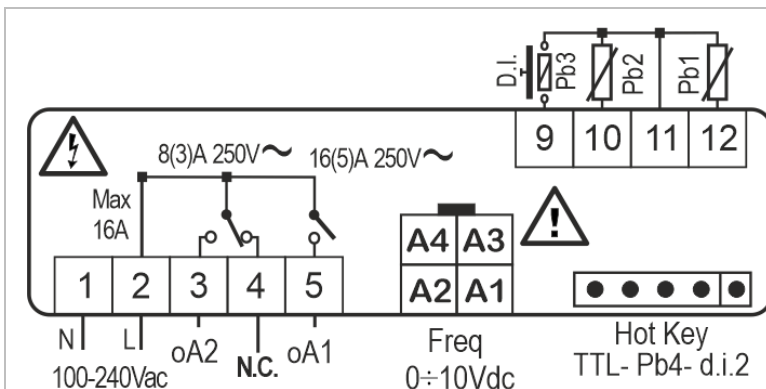 D.I.
Pb3
Pb2
Pb1
9 10 11 12
8(3)A 250V~ 16(5)A 250V~
Max
16A
A4 A3
A2 A1
1 2 3 4 5
N L oA2 N.C. oA1
100-240Vac
Freq
0÷10Vdc
Hot Key
TTL- Pb4- d.i.2